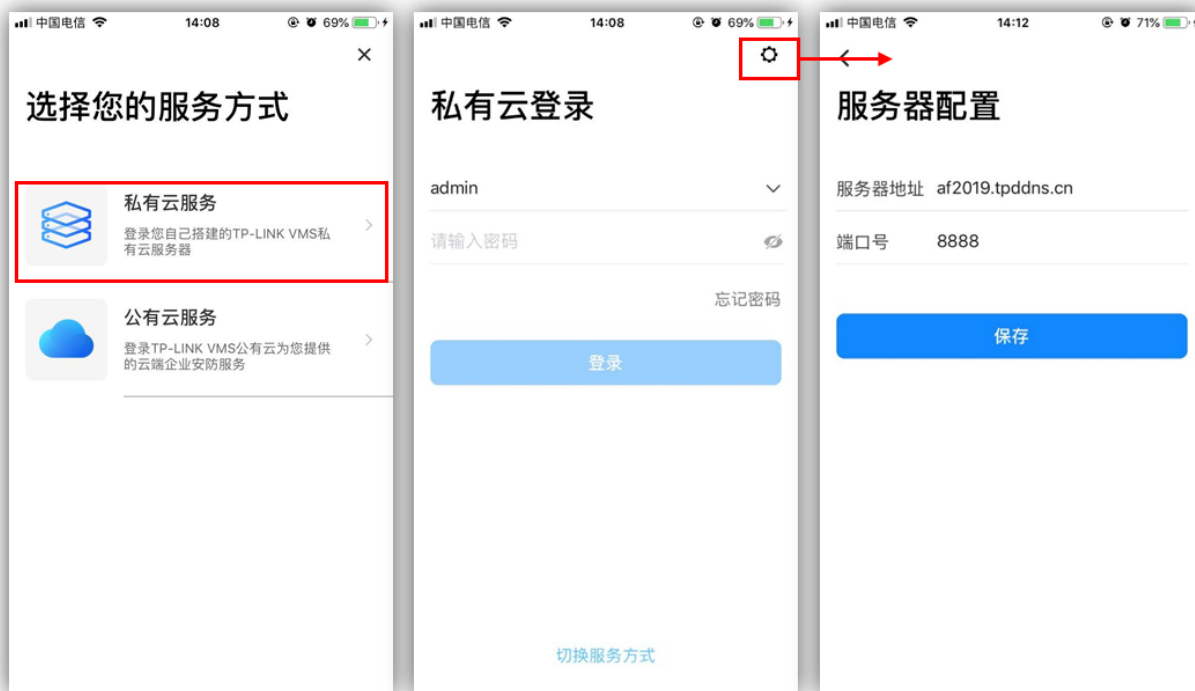 中国电信 14:08 69%
选择您的服务方式
私有云服务
登录您自己搭建的TP-LINK VMS私
有云服务器
公有云服务
登录TP-LINK VMS公有云为您提供
的云端企业安防服务
中国电信 14:08 69%
私有云登录
admin
请输入密码
忘记密码
登录
切换服务方式
中国电信 14:12 71%
服务器配置
服务器地址 af2019.tpddns.cn
端口号 8888
保存